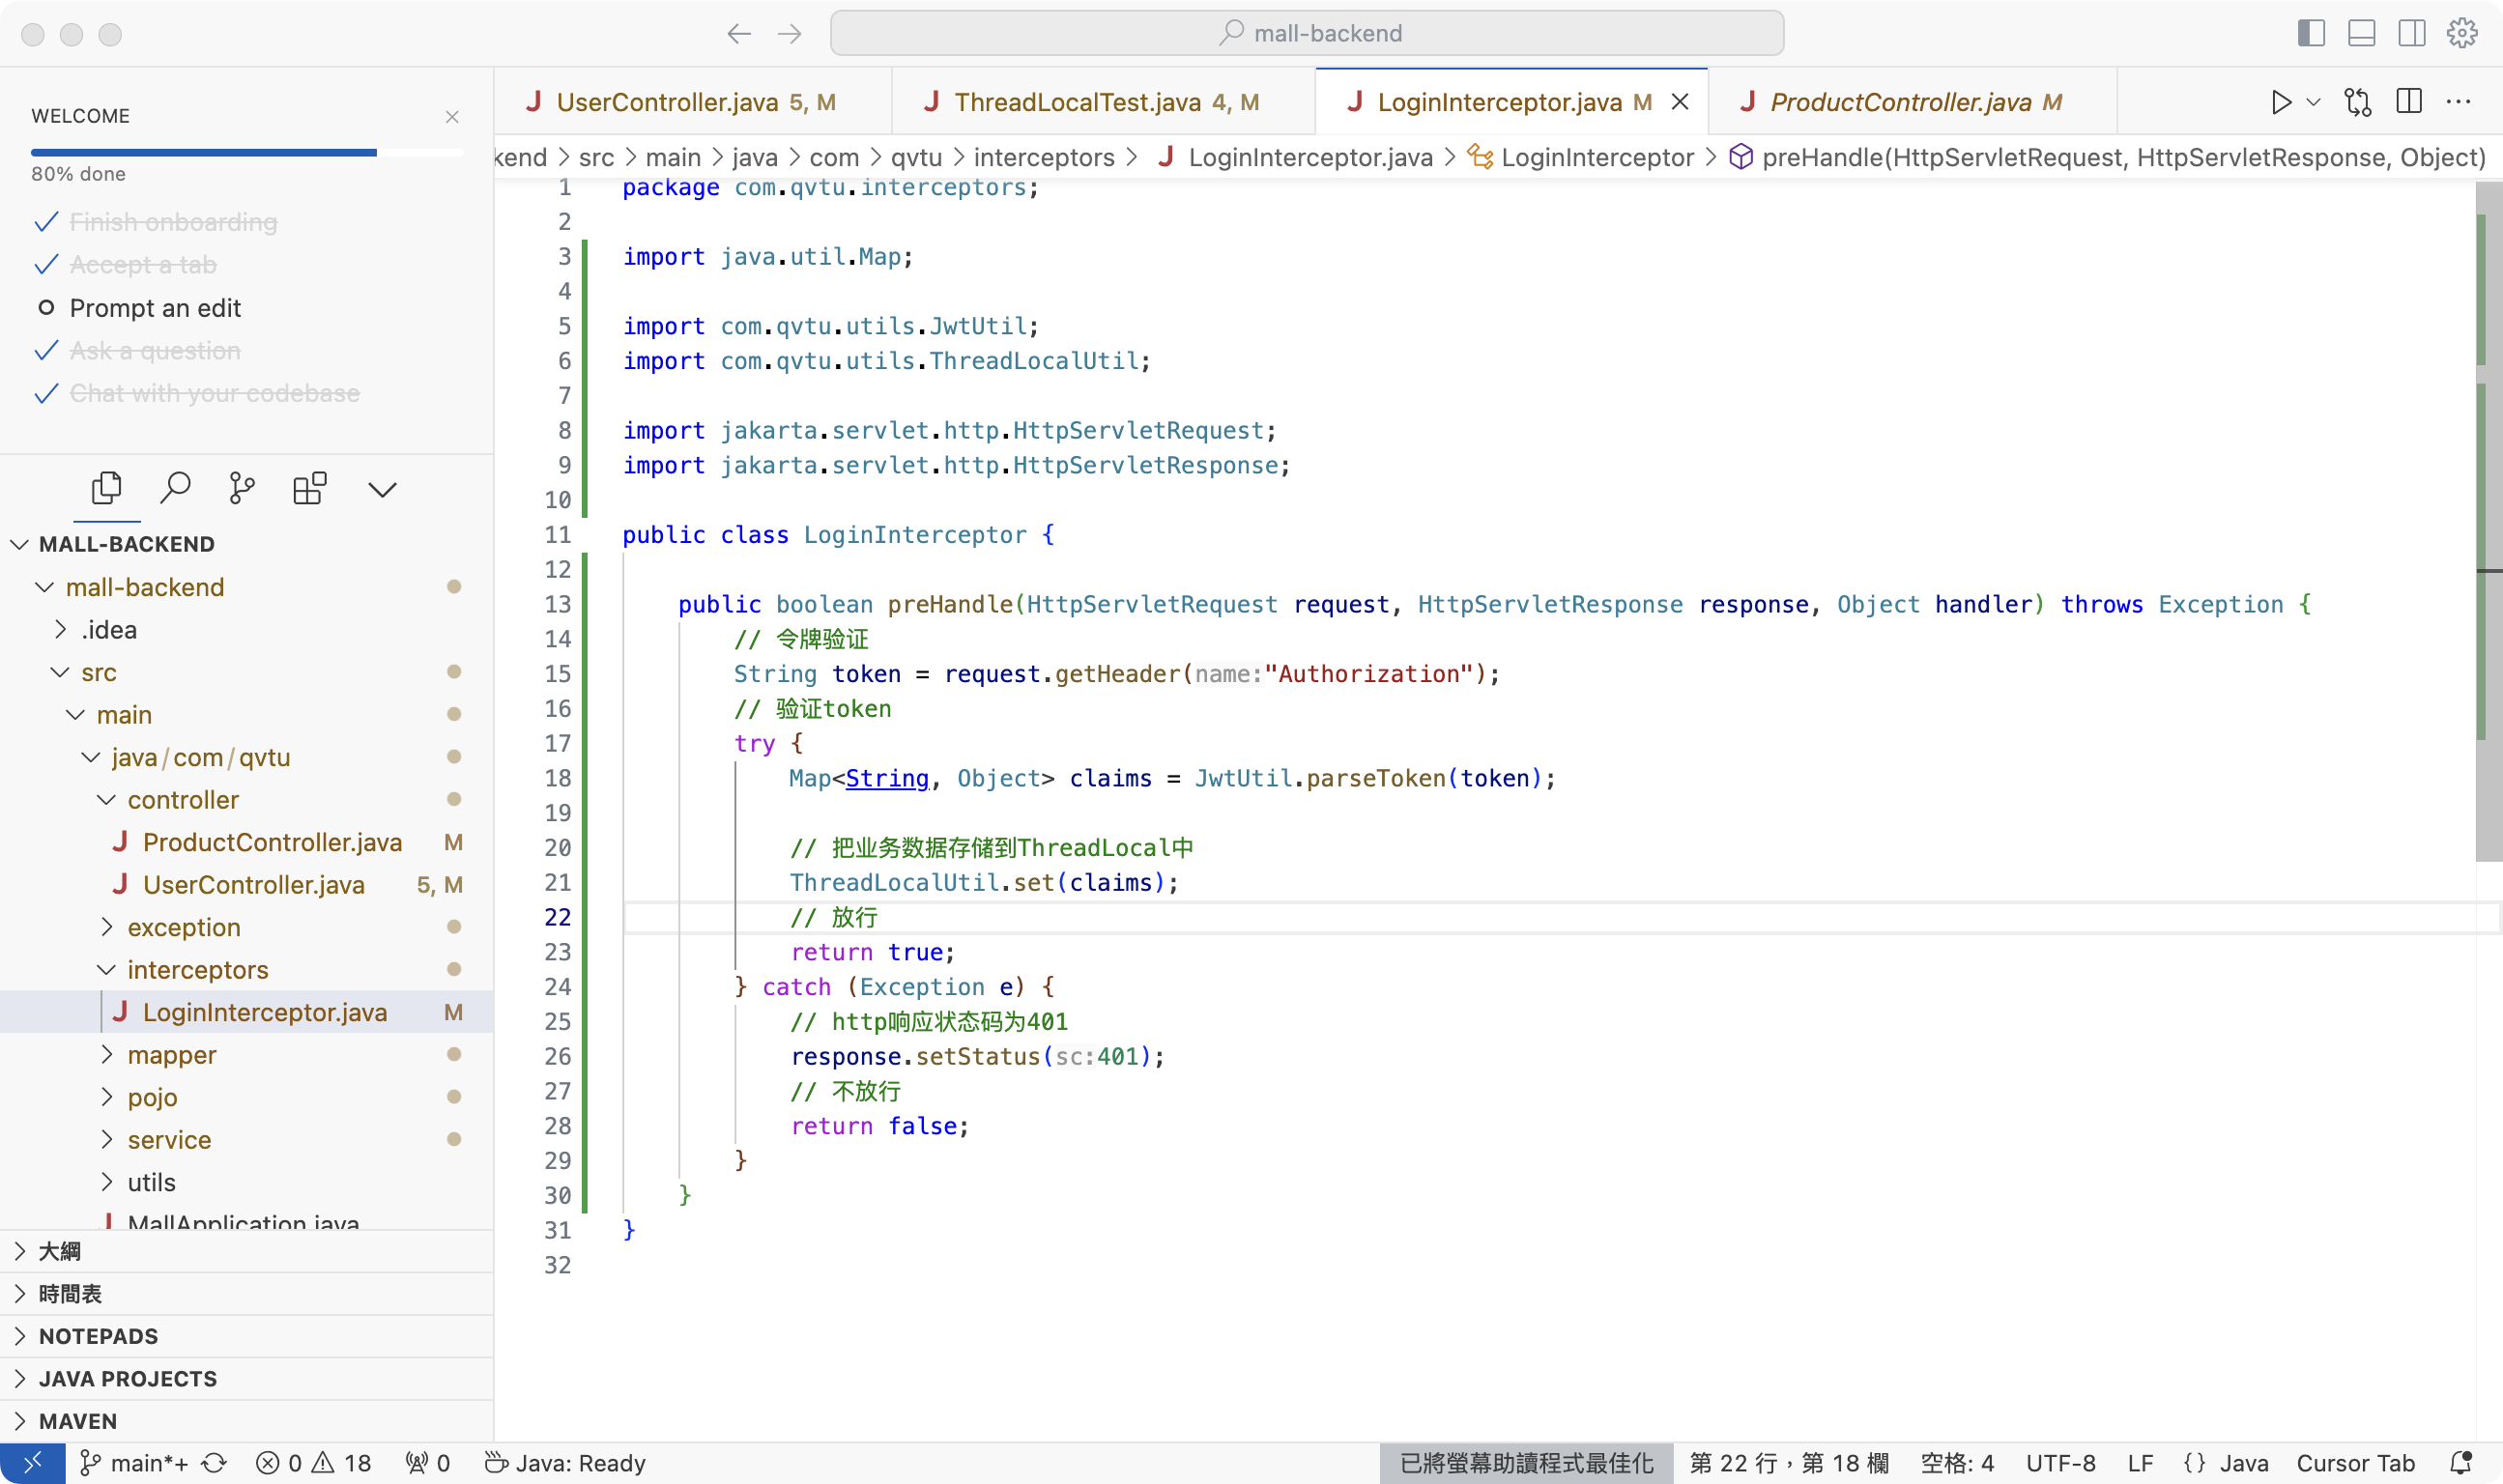 mall-backend
WELCOME
80% done
Finish onboarding
Accept a tab
Prompt an edit
Ask a question
Chat with your codebase
MALL-BACKEND
mall-backend
.idea
src
main
java/com/qvtu
controller
ProductController.java M
UserController.java 5, M
exception
interceptors
LoginInterceptor.java M
mapper
pojo
service
utils
MallApplication.java
大綱
時間表
NOTEPADS
JAVA PROJECTS
MAVEN
UserController.java 5, M
ThreadLocalTest.java 4, M
LoginInterceptor.java M
ProductController.java M
kend > src > main > java > com > qvtu > interceptors > LoginInterceptor.java > LoginInterceptor > preHandle(HttpServletRequest, HttpServletResponse, Object)
1 package com.qvtu.interceptors;
2
3 import java.util.Map;
4
5 import com.qvtu.utils.JwtUtil;
6 import com.qvtu.utils.ThreadLocalUtil;
7
8 import jakarta.servlet.http.HttpServletRequest;
9 import jakarta.servlet.http.HttpServletResponse;
10
11 public class LoginInterceptor {
12
13 public boolean preHandle(HttpServletRequest request, HttpServletResponse response, Object handler) throws Exception {
14 // 令牌验证
15 String token = request.getHeader(name:"Authorization");
16 // 验证token
17 try {
18 Map<String, Object> claims = JwtUtil.parseToken(token);
19
20 // 把业务数据存储到ThreadLocal中
21 ThreadLocalUtil.set(claims);
22 // 放行
23 return true;
24 } catch (Exception e) {
25 // http响应状态码为401
26 response.setStatus(sc:401);
27 // 不放行
28 return false;
29 }
30 }
31 }
32
main*+ 0 18 0 Java: Ready 已將螢幕助讀程式最佳化 第 22 行，第 18 欄 空格: 4 UTF-8 LF {} Java Cursor Tab